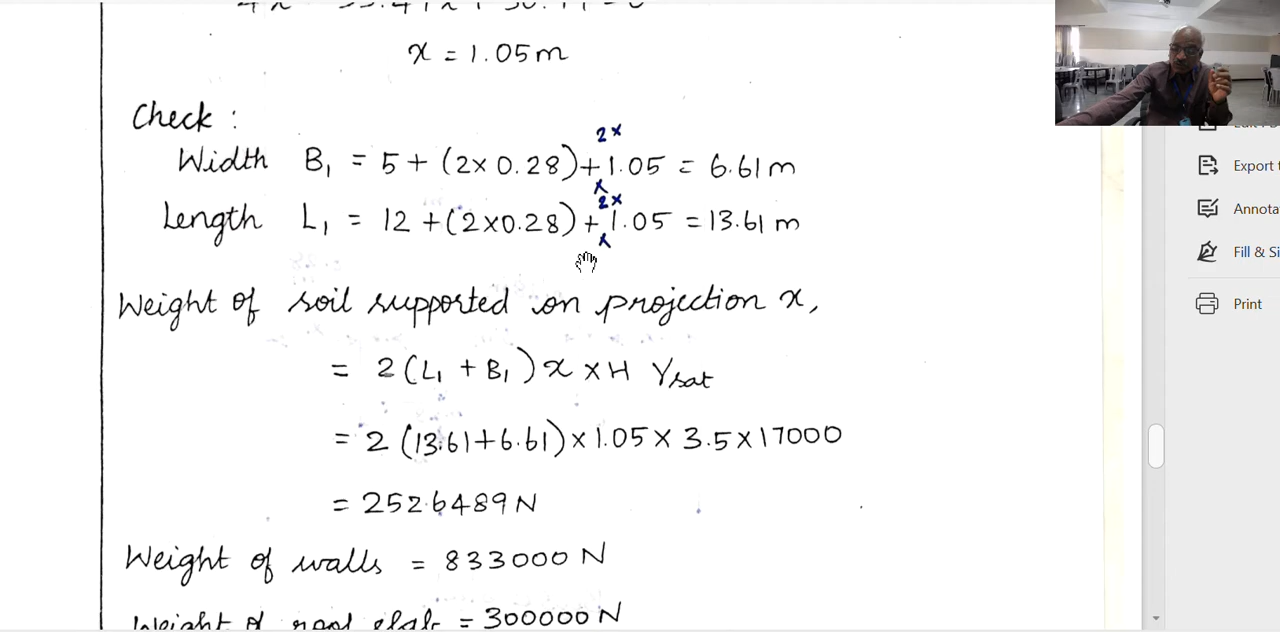 x = 1.05m
Check :
2x
Width B₁ = 5 + (2x 0.28) + 1.05 = 6.61 m
x
2x
Length L₁ = 12 + (2x0.28) + 1.05 = 13.61 m
x
Weight of soil supported on projection x,
= 2 (L₁ + B₁) x x H γsat
= 2 (13.61+6.61) x 1.05 x 3.5 x 17000
= 2526489 N
Weight of walls = 833000 N
Weight of roof slab = 300000 N
Export
Annota
Fill & Si
Print